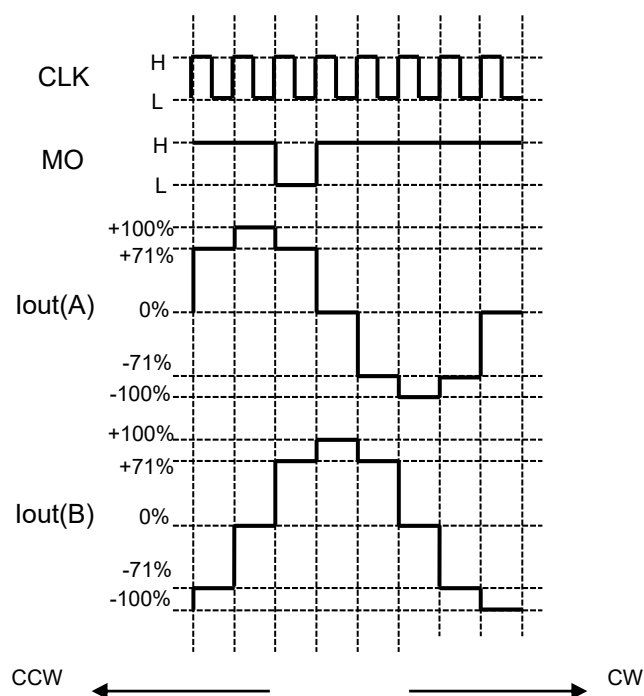 CLK
H
L
MO
H
L
Iout(A)
+100%
+71%
0%
-71%
-100%
Iout(B)
+100%
+71%
0%
-71%
-100%
CCW
CW